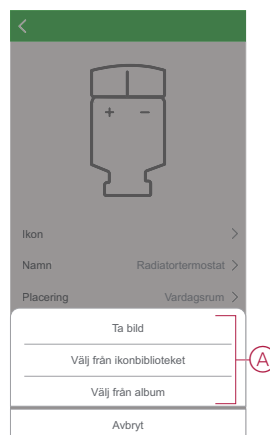 + −
Ikon
Namn Radiatortermostat
Placering Vardagsrum
Ta bild
Välj från ikonbiblioteket
A
Välj från album
Avbryt